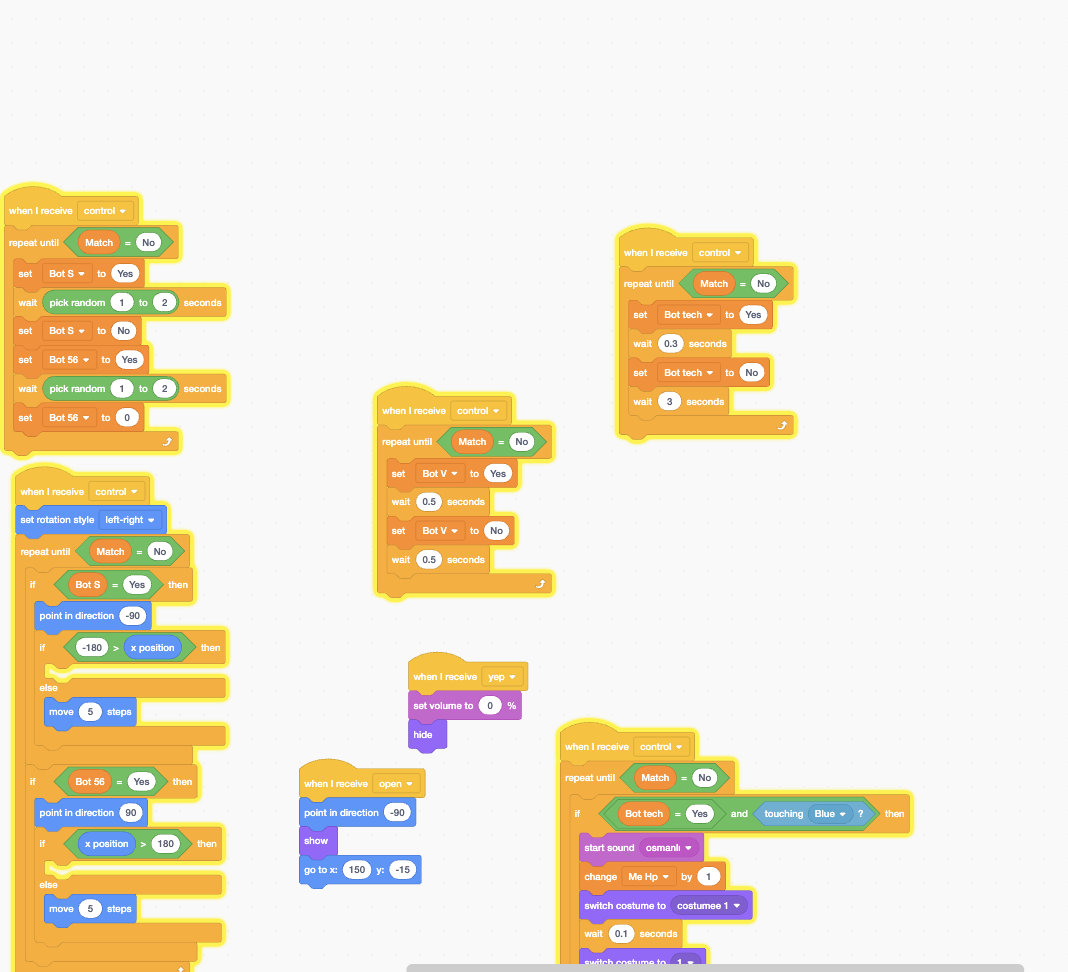 when I receive control
repeat until Match = No
set Bot S to Yes
wait pick random 1 to 2 seconds
set Bot S to No
set Bot 56 to Yes
wait pick random 1 to 2 seconds
set Bot 56 to 0
when I receive control
set rotation style left-right
repeat until Match = No
if Bot S = Yes then
point in direction -90
if -180 > x position then
else
move 5 steps
if Bot 56 = Yes then
point in direction 90
if x position > 180 then
else
move 5 steps
when I receive control
repeat until Match = No
set Bot V to Yes
wait 0.5 seconds
set Bot V to No
wait 0.5 seconds
when I receive yep
set volume to 0 %
hide
when I receive open
point in direction -90
show
go to x: 150 y: -15
when I receive control
repeat until Match = No
set Bot tech to Yes
wait 0.3 seconds
set Bot tech to No
wait 3 seconds
when I receive control
repeat until Match = No
if Bot tech = Yes and touching Blue ? then
start sound osmanlı
change Me Hp by 1
switch costume to costumee 1
wait 0.1 seconds
switch costume to 1